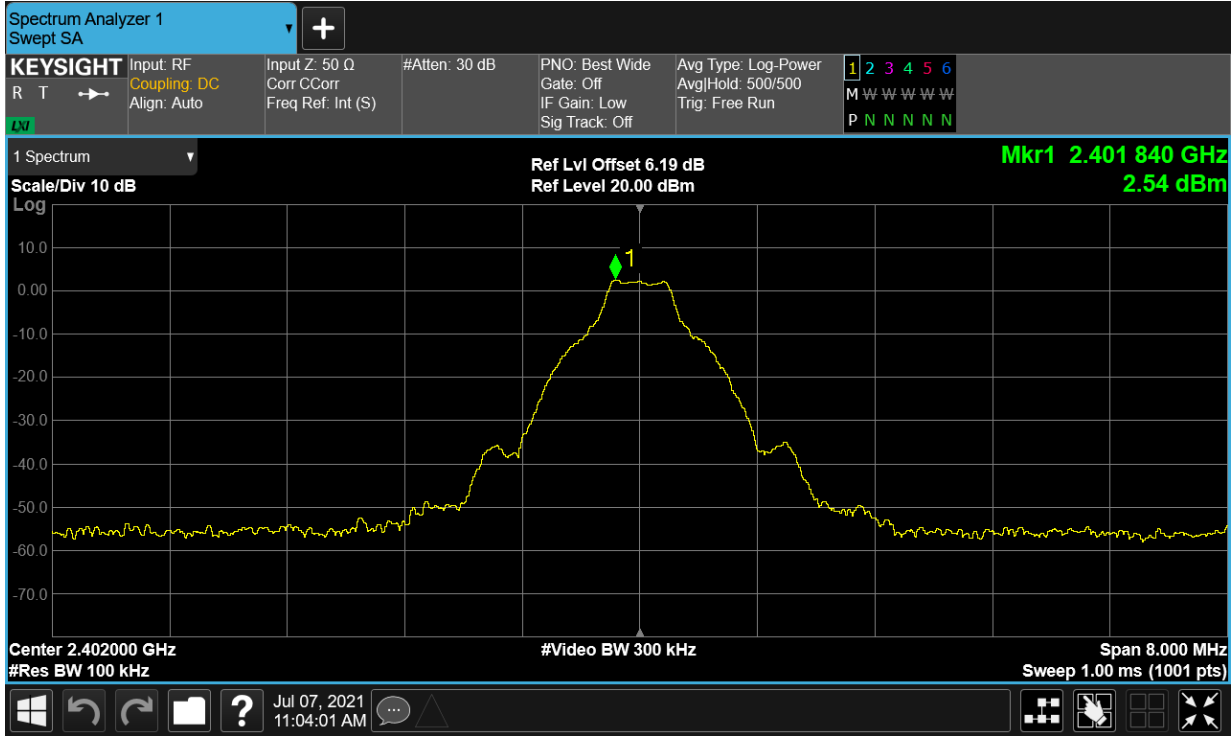 Spectrum Analyzer 1
Swept SA
KEYSIGHT
R T
LXI
Input: RF
Coupling: DC
Align: Auto
Input Z: 50 Ω
Corr CCorr
Freq Ref: Int (S)
#Atten: 30 dB
PNO: Best Wide
Gate: Off
IF Gain: Low
Sig Track: Off
Avg Type: Log-Power
Avg|Hold: 500/500
Trig: Free Run
1 2 3 4 5 6
M W W W W W
P N N N N N
1 Spectrum
Scale/Div 10 dB
Ref Lvl Offset 6.19 dB
Ref Level 20.00 dBm
Mkr1 2.401 840 GHz
2.54 dBm
Log
10.0
0.00
-10.0
-20.0
-30.0
-40.0
-50.0
-60.0
-70.0
1
Center 2.402000 GHz
#Res BW 100 kHz
#Video BW 300 kHz
Span 8.000 MHz
Sweep 1.00 ms (1001 pts)
?
Jul 07, 2021
11:04:01 AM